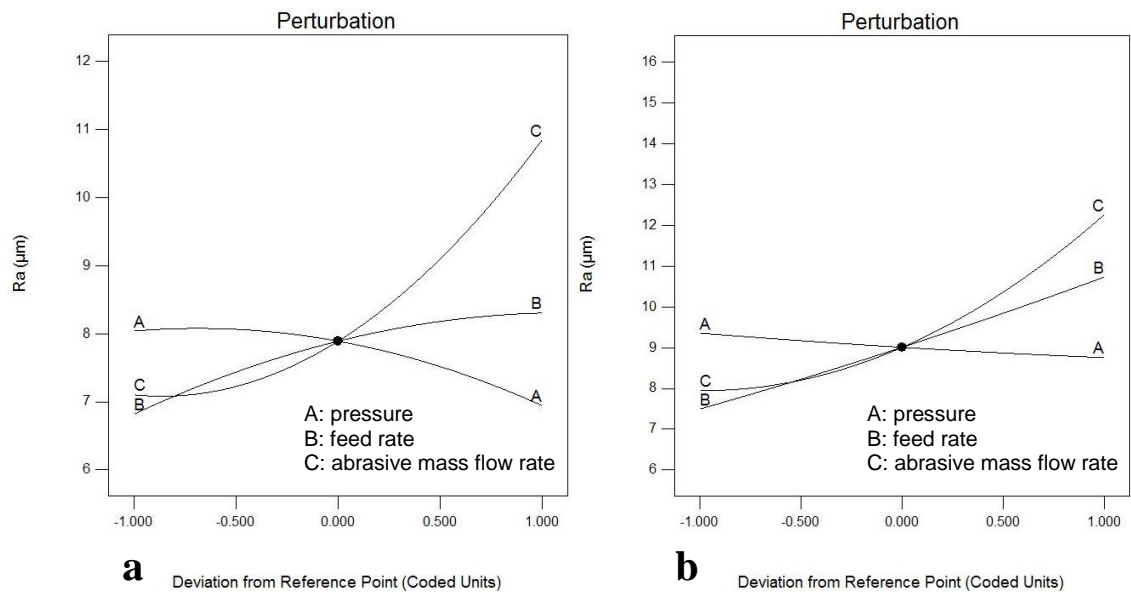 Perturbation
12
11
10
9
8
7
6
Ra (µm)
A
B
C
C
B
A
A: pressure
B: feed rate
C: abrasive mass flow rate
-1.000
-0.500
0.000
0.500
1.000
a
Deviation from Reference Point (Coded Units)
Perturbation
16
15
14
13
12
11
10
9
8
7
6
Ra (µm)
A
C
B
C
B
A
A: pressure
B: feed rate
C: abrasive mass flow rate
-1.000
-0.500
0.000
0.500
1.000
b
Deviation from Reference Point (Coded Units)